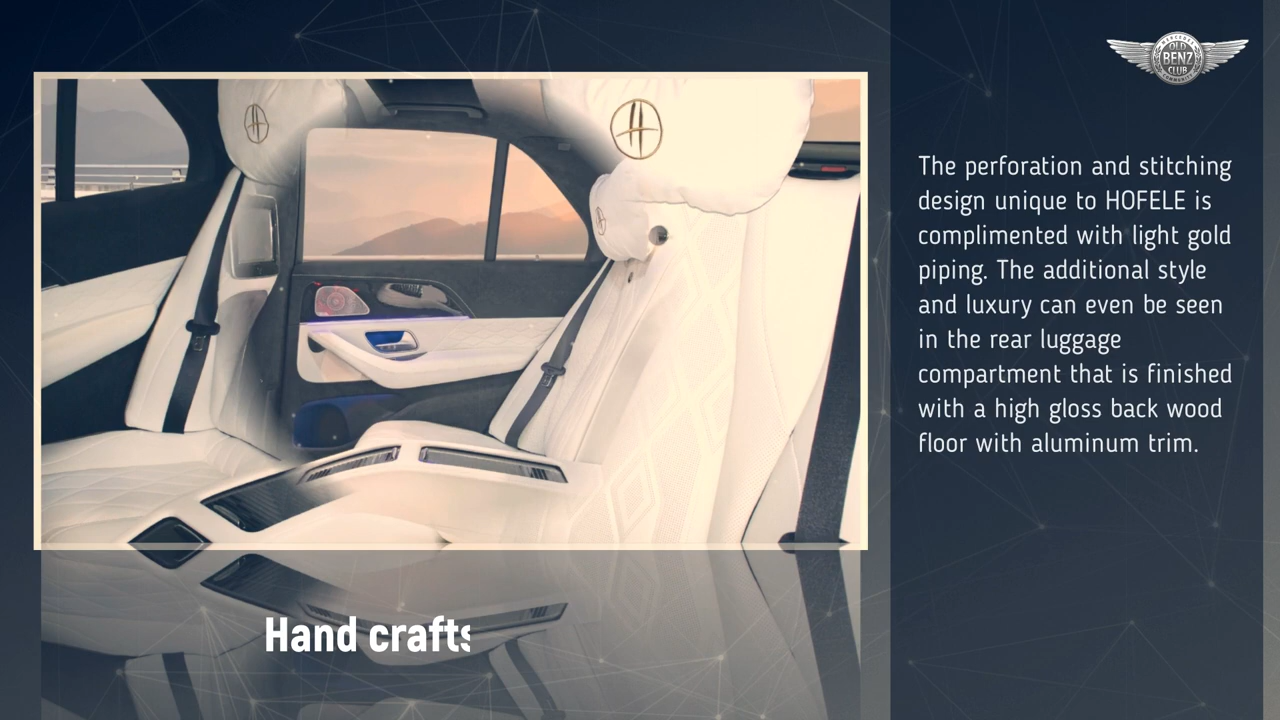 MERCEDES
OLD
BENZ
CLUB
COMMUNITY
The perforation and stitching
design unique to HOFELE is
complimented with light gold
piping. The additional style
and luxury can even be seen
in the rear luggage
compartment that is finished
with a high gloss back wood
floor with aluminum trim.
Hand crafts